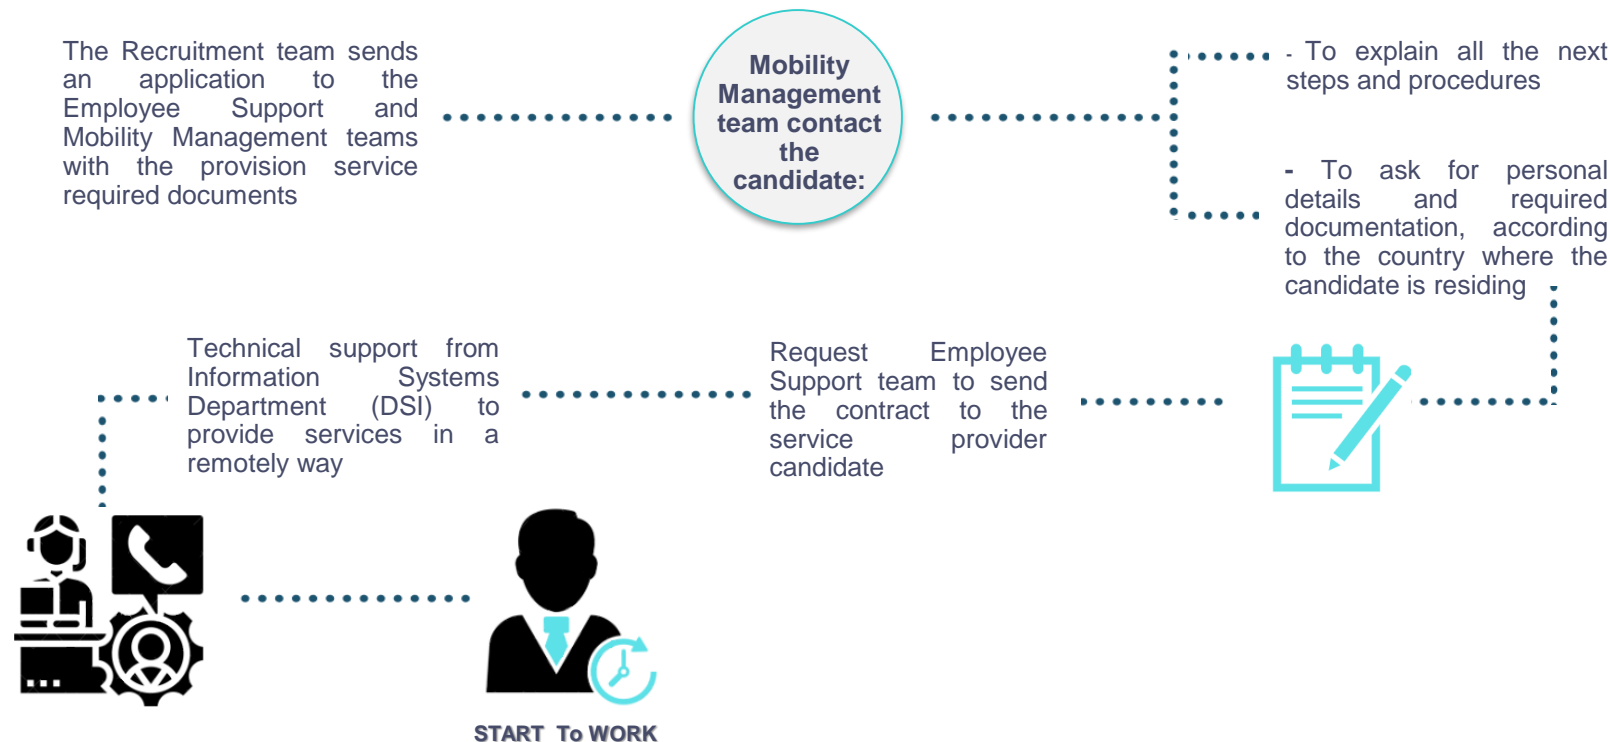 The Recruitment team sends
an application to the
Employee Support and
Mobility Management teams
with the provision service
required documents
Mobility
Management
team contact
the
candidate:
- To explain all the next
steps and procedures
- To ask for personal
details and required
documentation, according
to the country where the
candidate is residing
Request Employee
Support team to send
the contract to the
service provider
candidate
Technical support from
Information Systems
Department (DSI) to
provide services in a
remotely way
START To WORK